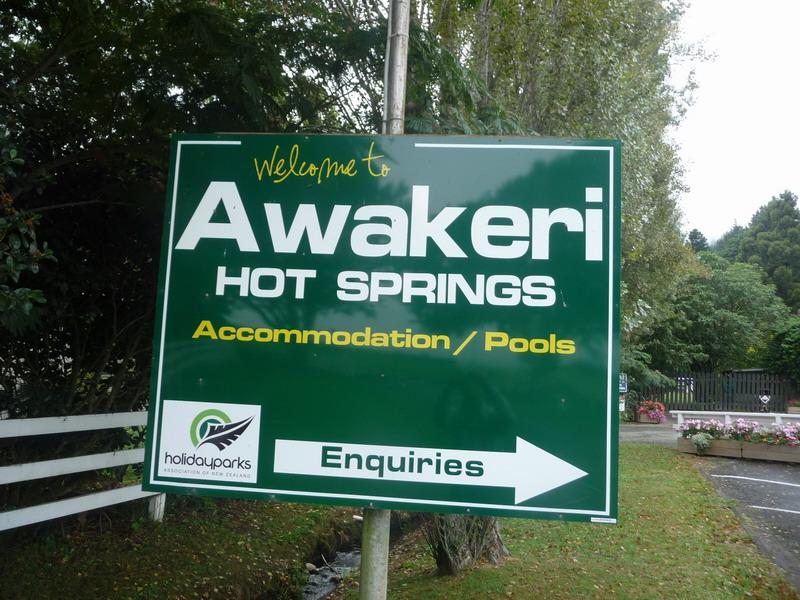 Welcome to
Awakeri
HOT SPRINGS
Accommodation / Pools
holidayparks
ASSOCIATION OF NEW ZEALAND
Enquiries